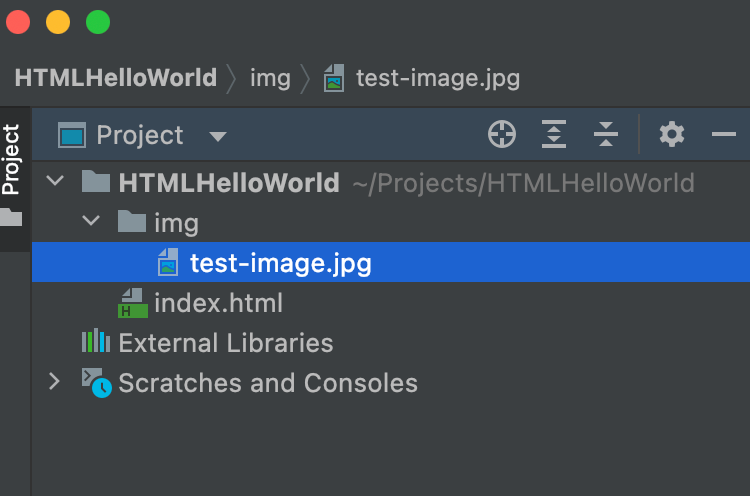 HTMLHelloWorld img test-image.jpg
Project
Project
HTMLHelloWorld ~/Projects/HTMLHelloWorld
img
test-image.jpg
H index.html
External Libraries
Scratches and Consoles